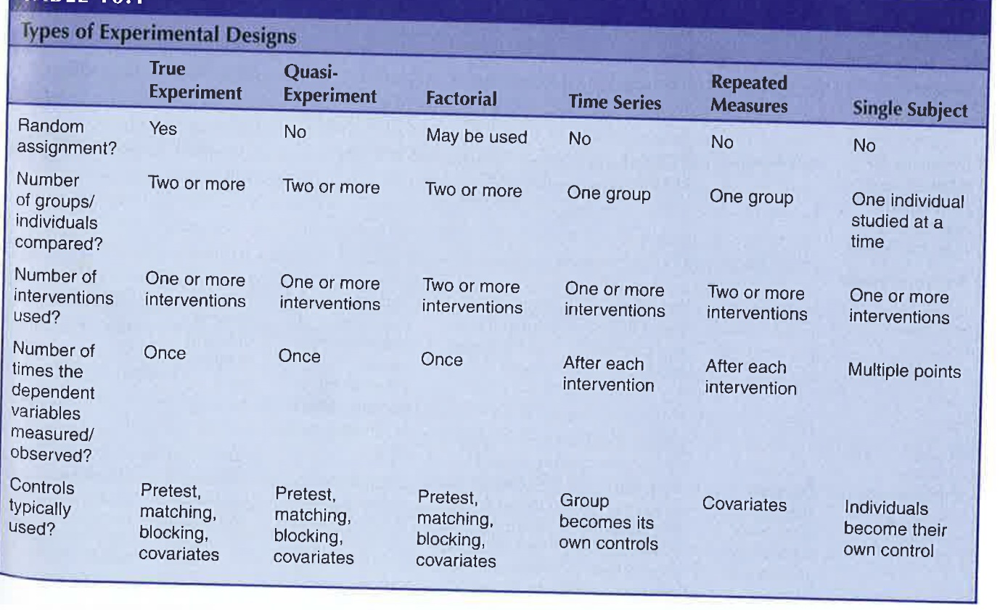 Types of Experimental Designs
True Experiment Quasi-Experiment Factorial Time Series Repeated Measures Single Subject
Random assignment? Yes No May be used No No No
Number of groups/ individuals compared? Two or more Two or more Two or more One group One group One individual studied at a time
Number of interventions used? One or more interventions One or more interventions Two or more interventions One or more interventions Two or more interventions One or more interventions
Number of times the dependent variables measured/ observed? Once Once Once After each intervention After each intervention Multiple points
Controls typically used? Pretest, matching, blocking, covariates Pretest, matching, blocking, covariates Pretest, matching, blocking, covariates Group becomes its own controls Covariates Individuals become their own control